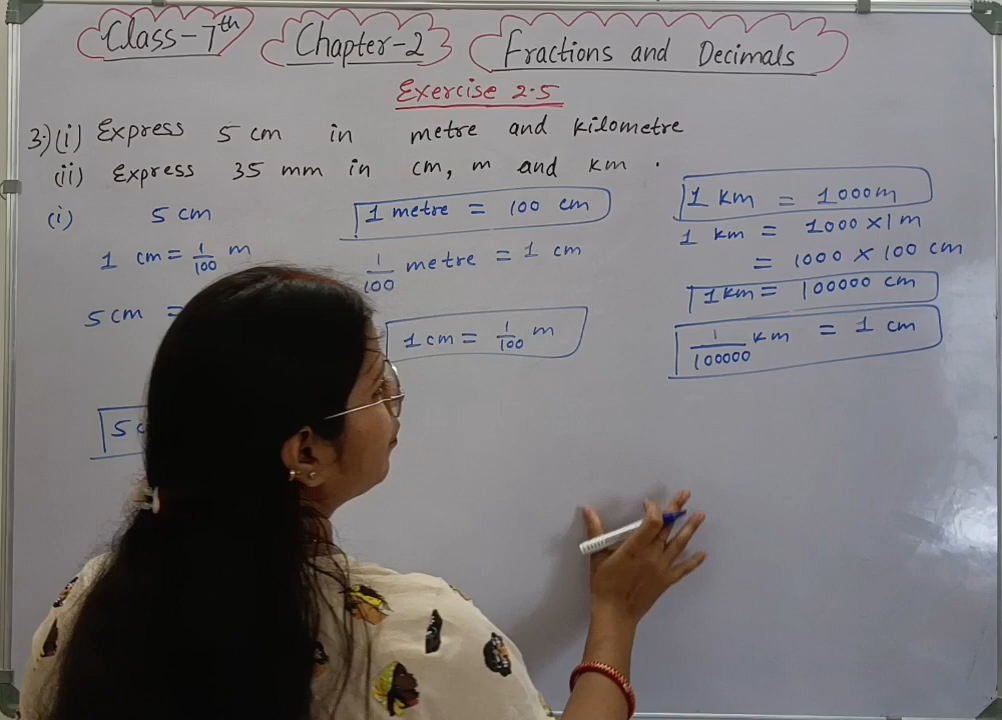 Class-7th Chapter-2 Fractions and Decimals
Exercise 2.5
3)(i) Express 5 cm in metre and kilometre
(ii) Express 35 mm in cm, m and km.
(i) 5 cm
1 cm = 1/100 m
5 cm =
5
1 metre = 100 cm
1/100 metre = 1 cm
1 cm = 1/100 m
1 km = 1000m
1 km = 1000 × 1 m
= 1000 × 100 cm
1 km = 100000 cm
1/100000 km = 1 cm